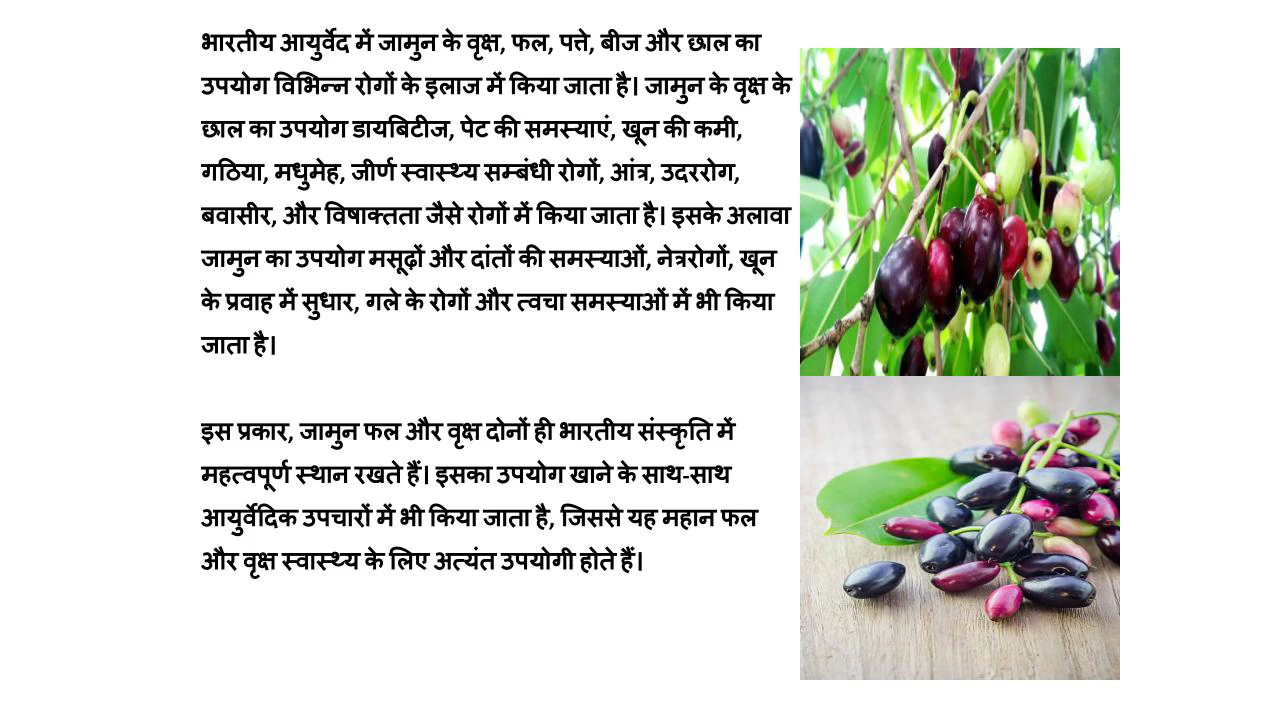 भारतीय आयुर्वेद में जामुन के वृक्ष, फल, पत्ते, बीज और छाल का
उपयोग विभिन्न रोगों के इलाज में किया जाता है। जामुन के वृक्ष के
छाल का उपयोग डायबिटीज, पेट की समस्याएं, खून की कमी,
गठिया, मधुमेह, जीर्ण स्वास्थ्य सम्बंधी रोगों, आंत्र, उदररोग,
बवासीर, और विषाक्तता जैसे रोगों में किया जाता है। इसके अलावा
जामुन का उपयोग मसूढ़ों और दांतों की समस्याओं, नेत्ररोगों, खून
के प्रवाह में सुधार, गले के रोगों और त्वचा समस्याओं में भी किया
जाता है।
इस प्रकार, जामुन फल और वृक्ष दोनों ही भारतीय संस्कृति में
महत्वपूर्ण स्थान रखते हैं। इसका उपयोग खाने के साथ-साथ
आयुर्वेदिक उपचारों में भी किया जाता है, जिससे यह महान फल
और वृक्ष स्वास्थ्य के लिए अत्यंत उपयोगी होते हैं।